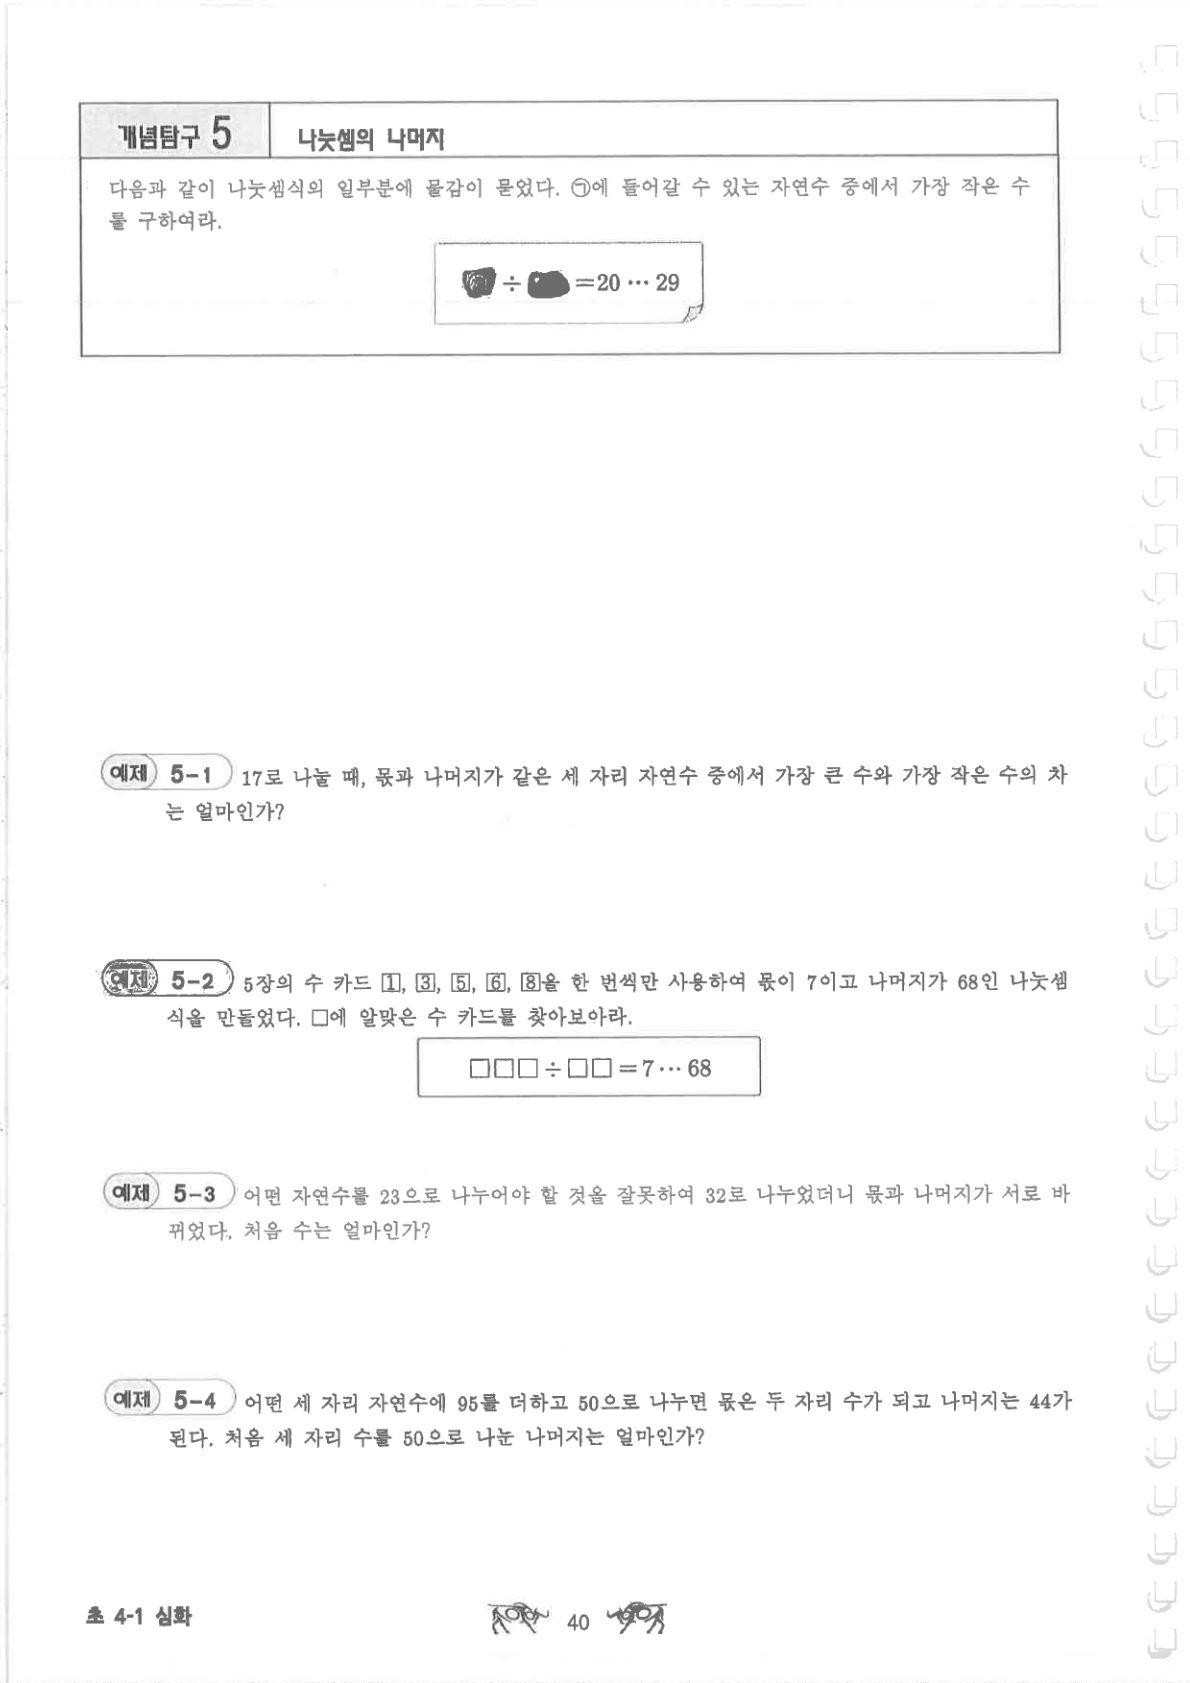 개념탐구 5 나눗셈의 나머지
다음과 같이 나눗셈식의 일부분에 물감이 묻었다. ㉠에 들어갈 수 있는 자연수 중에서 가장 작은 수
를 구하여라.
÷ =20 ⋯ 29
예제 5-1 17로 나눌 때, 몫과 나머지가 같은 세 자리 자연수 중에서 가장 큰 수와 가장 작은 수의 차
는 얼마인가?
예제 5-2 5장의 수 카드 1, 3, 5, 6, 8을 한 번씩만 사용하여 몫이 7이고 나머지가 68인 나눗셈
식을 만들었다. □에 알맞은 수 카드를 찾아보아라.
□□□÷□□=7⋯68
예제 5-3 어떤 자연수를 23으로 나누어야 할 것을 잘못하여 32로 나누었더니 몫과 나머지가 서로 바
뀌었다. 처음 수는 얼마인가?
예제 5-4 어떤 세 자리 자연수에 95를 더하고 50으로 나누면 몫은 두 자리 수가 되고 나머지는 44가
된다. 처음 세 자리 수를 50으로 나눈 나머지는 얼마인가?
초 4-1 심화
40